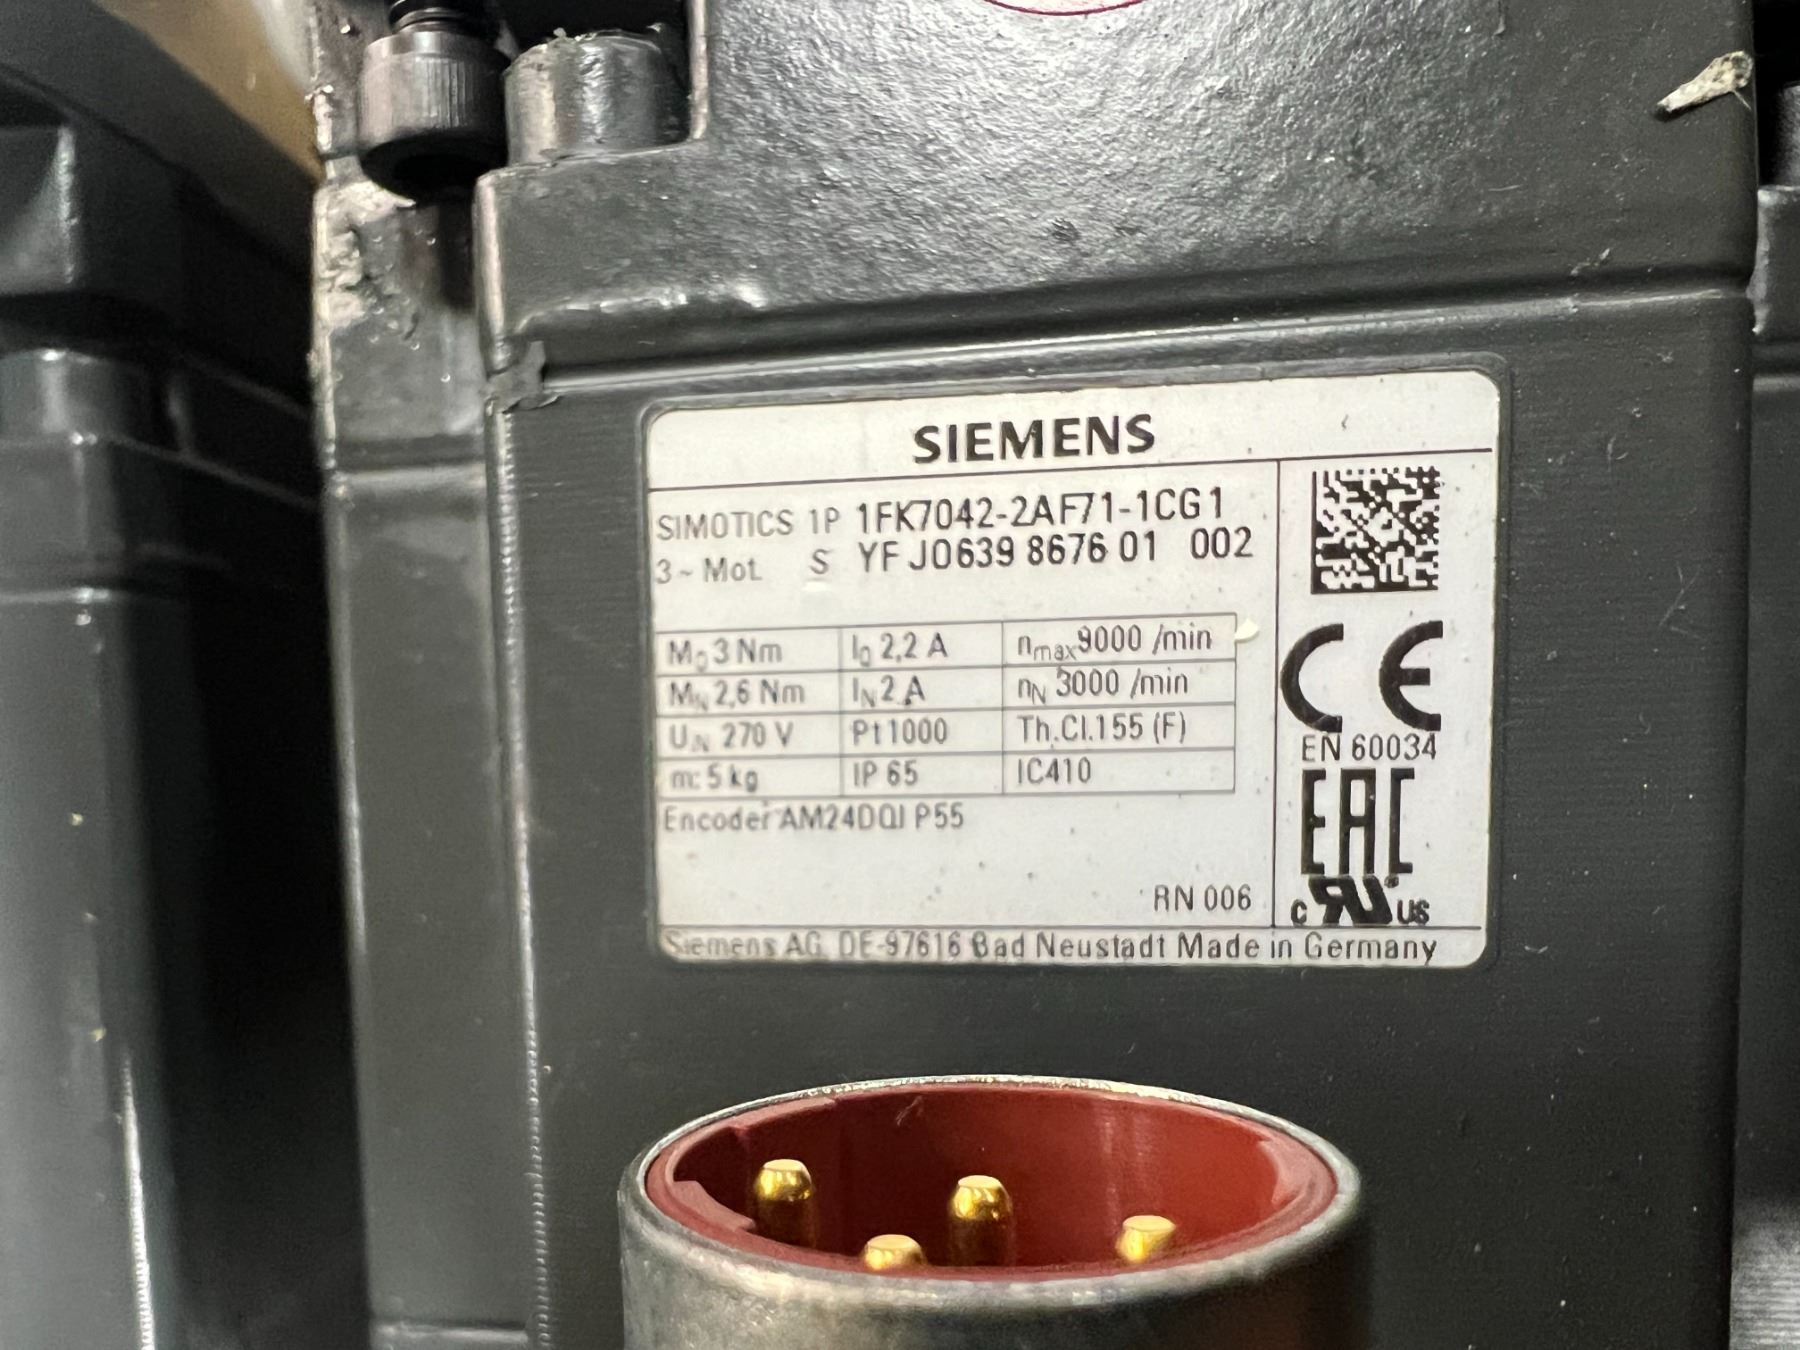 SIEMENS
SIMOTICS 1P 1FK7042-2AF71-1CG1
3~Mot. S YF J0639 8676 01 002
M0 3 Nm I0 2,2 A nmax 9000 /min
MN 2,6 Nm IN 2 A nN 3000 /min
UIN 270 V Pt1000 Th.Cl.155 (F)
m: 5 kg IP 65 IC410
Encoder AM24DQI P55
RN 006
CE
EN 60034
EAC
c RU US
Siemens AG, DE-97616 Bad Neustadt Made in Germany